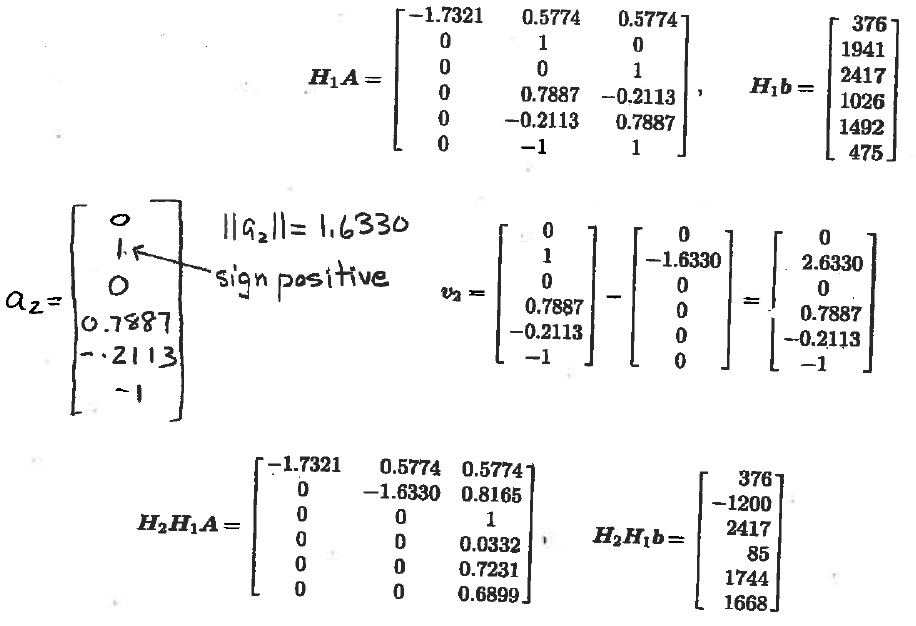 H₁A = [ −1.7321 0.5774 0.5774
0 1 0
0 0 1
0 0.7887 −0.2113
0 −0.2113 0.7887
0 −1 1 ],
H₁b = [ 376
1941
2417
1026
1492
475 ]
a₂ = [ 0
1.
0
0.7887
-.2113
-1 ]
||a₂|| = 1.6330
sign positive
v₂ = [ 0
1
0
0.7887
−0.2113
−1 ]
− [ 0
−1.6330
0
0
0
0 ]
= [ 0
2.6330
0
0.7887
−0.2113
−1 ]
H₂H₁A = [ −1.7321 0.5774 0.5774
0 −1.6330 0.8165
0 0 1
0 0 0.0332
0 0 0.7231
0 0 0.6899 ]
H₂H₁b = [ 376
−1200
2417
85
1744
1668 ]